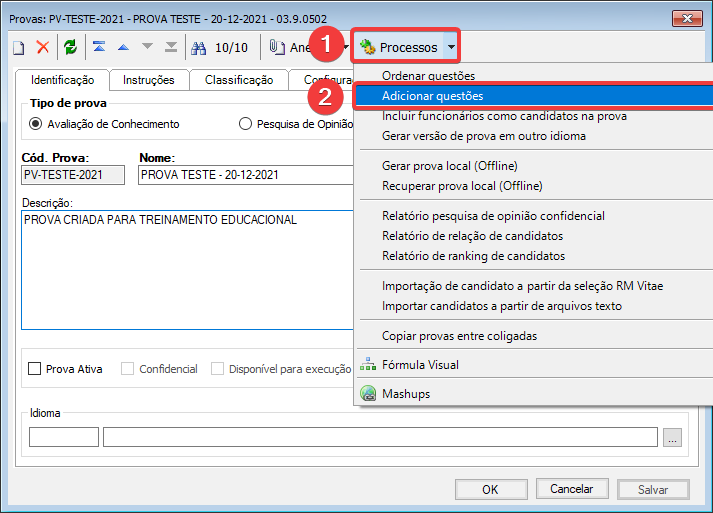 Provas: PV-TESTE-2021 - PROVA TESTE - 20-12-2021 - 03.9.0502
10/10 Ane 1 Processos
Identificação Instruções Classificação Configura
Ordenar questões
2 Adicionar questões
Incluir funcionários como candidatos na prova
Gerar versão de prova em outro idioma
Gerar prova local (Offline)
Recuperar prova local (Offline)
Relatório pesquisa de opinião confidencial
Relatório de relação de candidatos
Relatório de ranking de candidatos
Importação de candidato a partir da seleção RM Vitae
Importar candidatos a partir de arquivos texto
Copiar provas entre coligadas
Fórmula Visual
Mashups
Tipo de prova
Avaliação de Conhecimento Pesquisa de Opinião
Cód. Prova: Nome:
PV-TESTE-2021 PROVA TESTE - 20-12-2021
Descrição:
PROVA CRIADA PARA TREINAMENTO EDUCACIONAL
Prova Ativa Confidencial Disponível para execução
Idioma
...
OK Cancelar Salvar